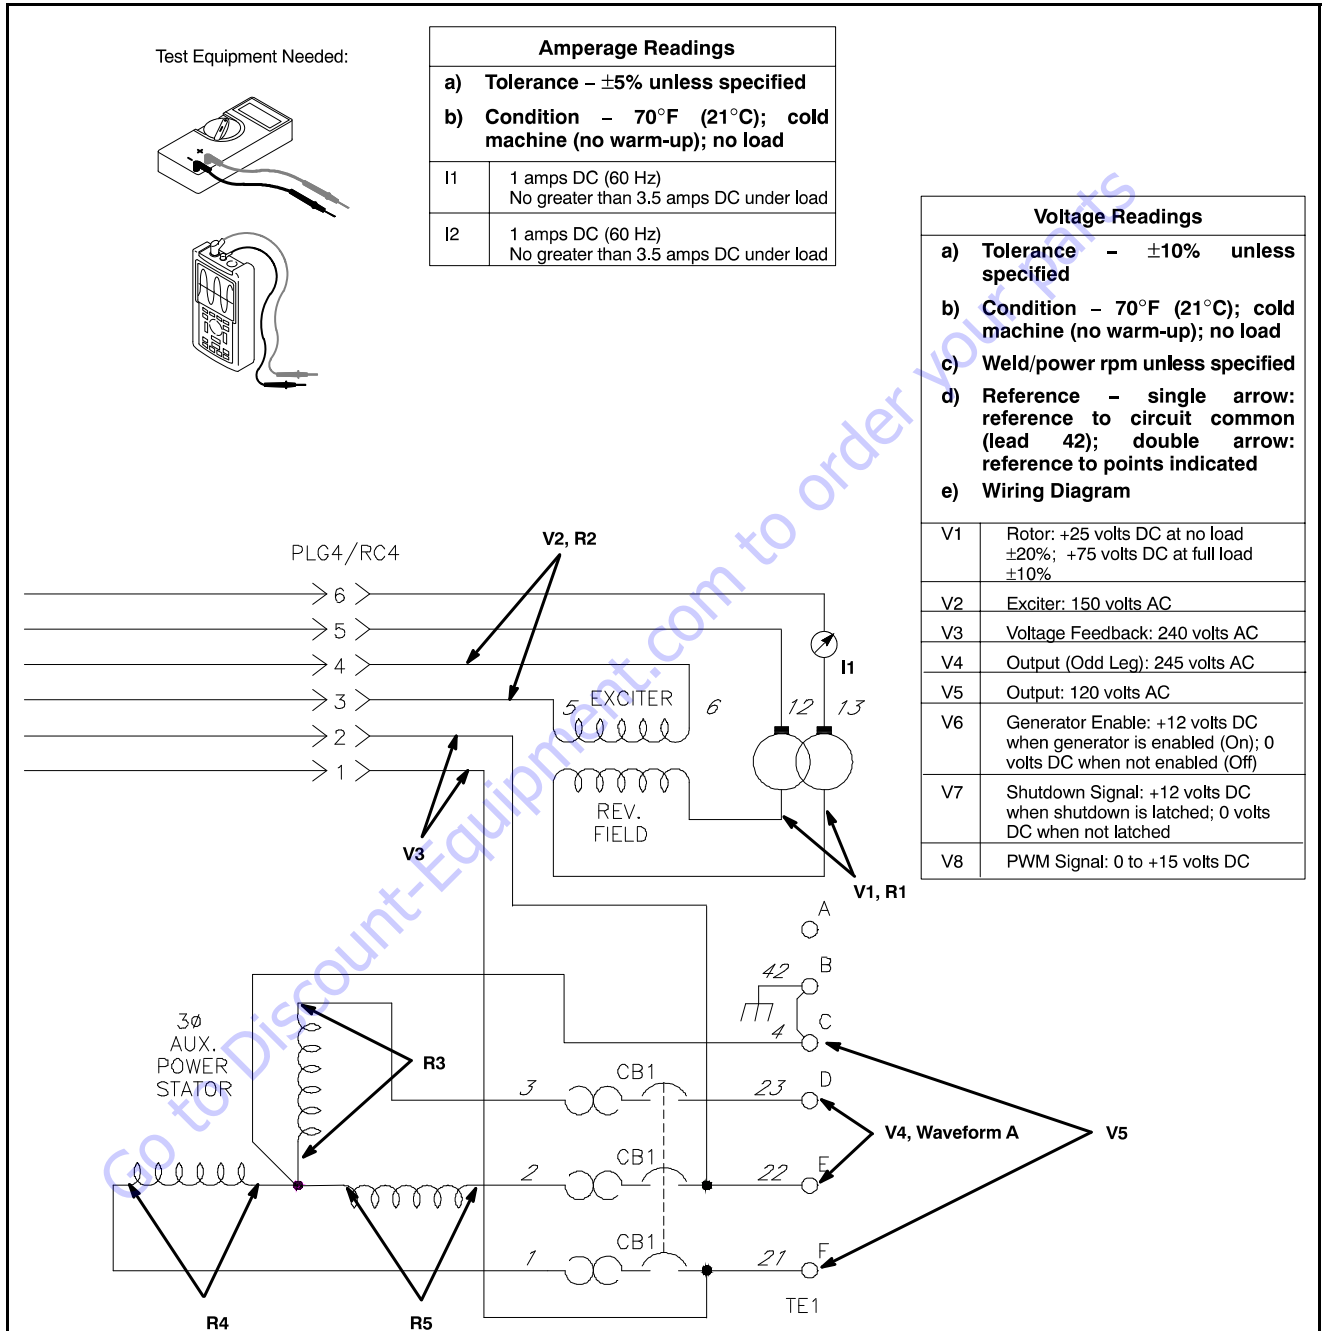 Test Equipment Needed:
Amperage Readings
a) Tolerance – ±5% unless specified
b) Condition – 70°F (21°C); cold
machine (no warm-up); no load
I1 1 amps DC (60 Hz)
No greater than 3.5 amps DC under load
I2 1 amps DC (60 Hz)
No greater than 3.5 amps DC under load
Voltage Readings
a) Tolerance – ±10% unless
specified
b) Condition – 70°F (21°C); cold
machine (no warm-up); no load
c) Weld/power rpm unless specified
d) Reference – single arrow:
reference to circuit common
(lead 42); double arrow:
reference to points indicated
e) Wiring Diagram
V1 Rotor: +25 volts DC at no load
±20%; +75 volts DC at full load
±10%
V2 Exciter: 150 volts AC
V3 Voltage Feedback: 240 volts AC
V4 Output (Odd Leg): 245 volts AC
V5 Output: 120 volts AC
V6 Generator Enable: +12 volts DC
when generator is enabled (On); 0
volts DC when not enabled (Off)
V7 Shutdown Signal: +12 volts DC
when shutdown is latched; 0 volts
DC when not latched
V8 PWM Signal: 0 to +15 volts DC
V2, R2
PLG4/RC4
6
5
4
3
2
1
I1
5 EXCITER 6 12 13
REV.
FIELD
V3
V1, R1
A
42 B
4 C
3ø
AUX.
POWER
STATOR
R3
3 CB1 23 D
V4, Waveform A
V5
2 CB1 22 E
1 CB1 21 F
TE1
R4
R5
Go to Discount-Equipment.com to order your parts